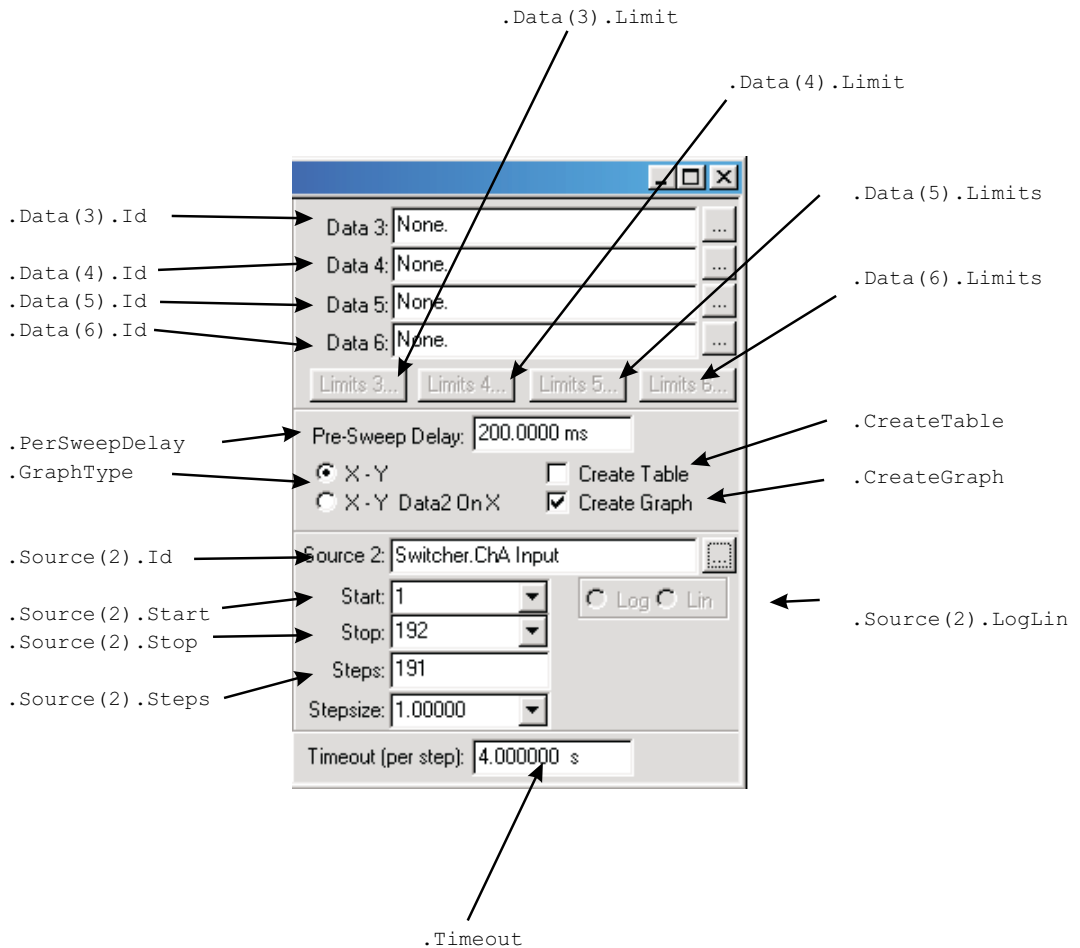 .Data(3).Limit
.Data(4).Limit
.Data(3).Id
.Data(4).Id
.Data(5).Id
.Data(6).Id
.Data(5).Limits
.Data(6).Limits
Data 3: None. ...
Data 4: None. ...
Data 5: None. ...
Data 6: None. ...
Limits 3... Limits 4... Limits 5... Limits 6...
.PerSweepDelay
.GraphType
Pre-Sweep Delay: 200.0000 ms
X - Y
Create Table
X - Y Data2 On X
Create Graph
.CreateTable
.CreateGraph
.Source(2).Id
Source 2: Switcher.ChA Input ...
.Source(2).Start
.Source(2).Stop
.Source(2).Steps
Start: 1
Log Lin
Stop: 192
Steps: 191
Stepsize: 1.00000
.Source(2).LogLin
Timeout (per step): 4.000000 s
.Timeout